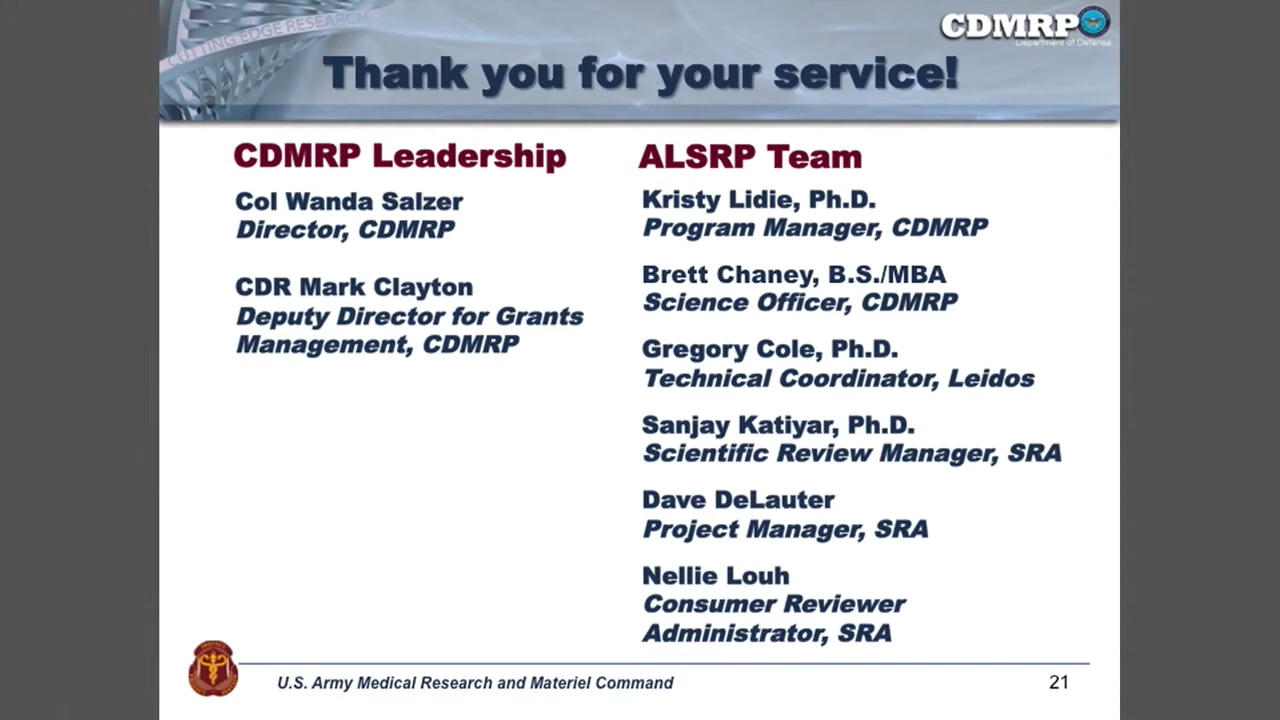 CUTTING EDGE RESEARCH
CDMRP
Department of Defense
Thank you for your service!
CDMRP Leadership
Col Wanda Salzer
Director, CDMRP
CDR Mark Clayton
Deputy Director for Grants
Management, CDMRP
ALSRP Team
Kristy Lidie, Ph.D.
Program Manager, CDMRP
Brett Chaney, B.S./MBA
Science Officer, CDMRP
Gregory Cole, Ph.D.
Technical Coordinator, Leidos
Sanjay Katiyar, Ph.D.
Scientific Review Manager, SRA
Dave DeLauter
Project Manager, SRA
Nellie Louh
Consumer Reviewer
Administrator, SRA
U.S. Army Medical Research and Materiel Command
21